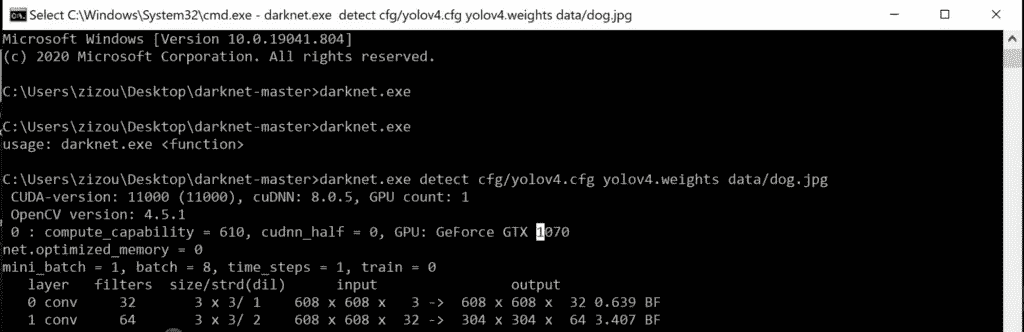 Select C:\Windows\System32\cmd.exe - darknet.exe  detect cfg/yolov4.cfg yolov4.weights data/dog.jpg
Microsoft Windows [Version 10.0.19041.804]
(c) 2020 Microsoft Corporation. All rights reserved.
C:\Users\zizou\Desktop\darknet-master>darknet.exe
C:\Users\zizou\Desktop\darknet-master>darknet.exe
usage: darknet.exe <function>
C:\Users\zizou\Desktop\darknet-master>darknet.exe detect cfg/yolov4.cfg yolov4.weights data/dog.jpg
CUDA-version: 11000 (11000), cuDNN: 8.0.5, GPU count: 1
OpenCV version: 4.5.1
0 : compute_capability = 610, cudnn_half = 0, GPU: GeForce GTX 1070
net.optimized_memory = 0
mini_batch = 1, batch = 8, time_steps = 1, train = 0
layer   filters  size/strd(dil)      input                output
0 conv     32       3 x 3/ 1    608 x 608 x   3 ->  608 x 608 x  32 0.639 BF
1 conv     64       3 x 3/ 2    608 x 608 x  32 ->  304 x 304 x  64 3.407 BF